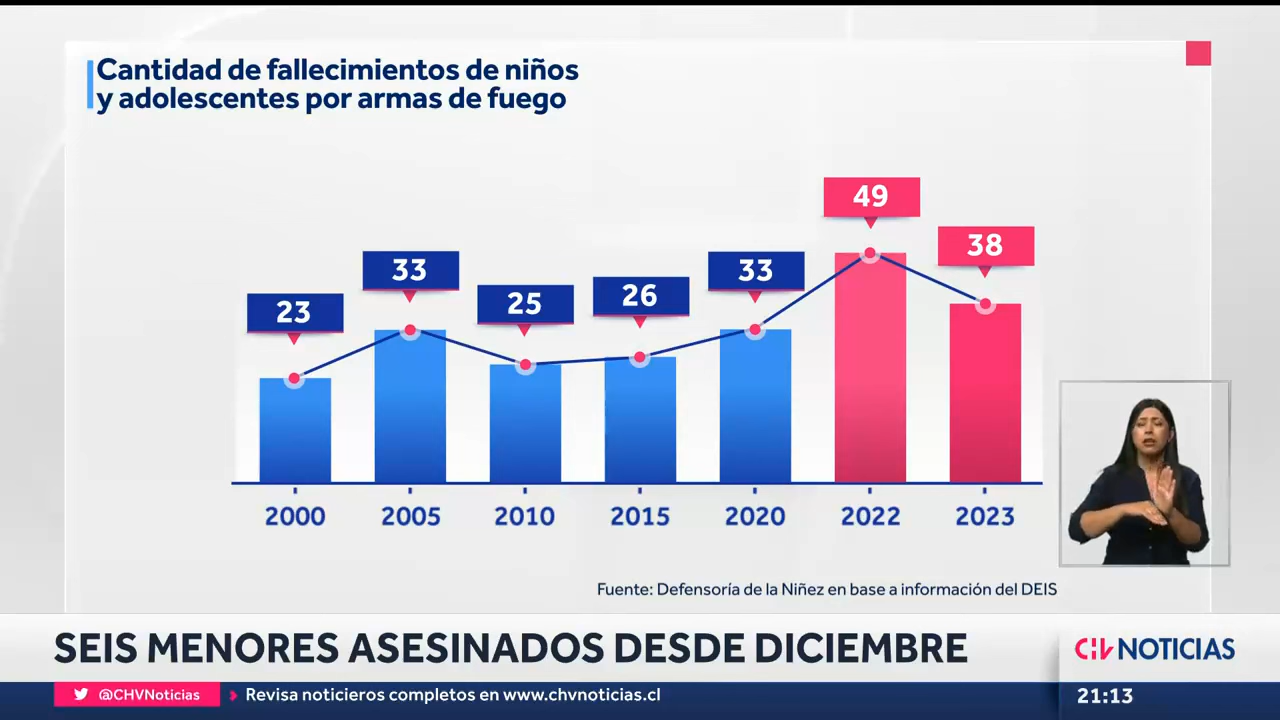 Cantidad de fallecimientos de niños
y adolescentes por armas de fuego
23
33
25
26
33
49
38
2000
2005
2010
2015
2020
2022
2023
Fuente: Defensoría de la Niñez en base a información del DEIS
SEIS MENORES ASESINADOS DESDE DICIEMBRE
CHV NOTICIAS
@CHVNoticias
Revisa noticieros completos en www.chvnoticias.cl
21:13